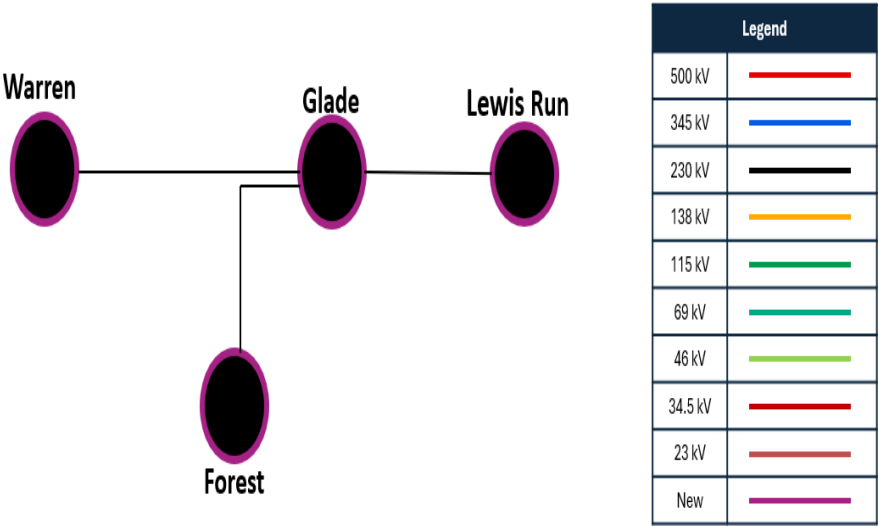 Warren
Glade
Lewis Run
Forest
Legend
500 kV
345 kV
230 kV
138 kV
115 kV
69 kV
46 kV
34.5 kV
23 kV
New